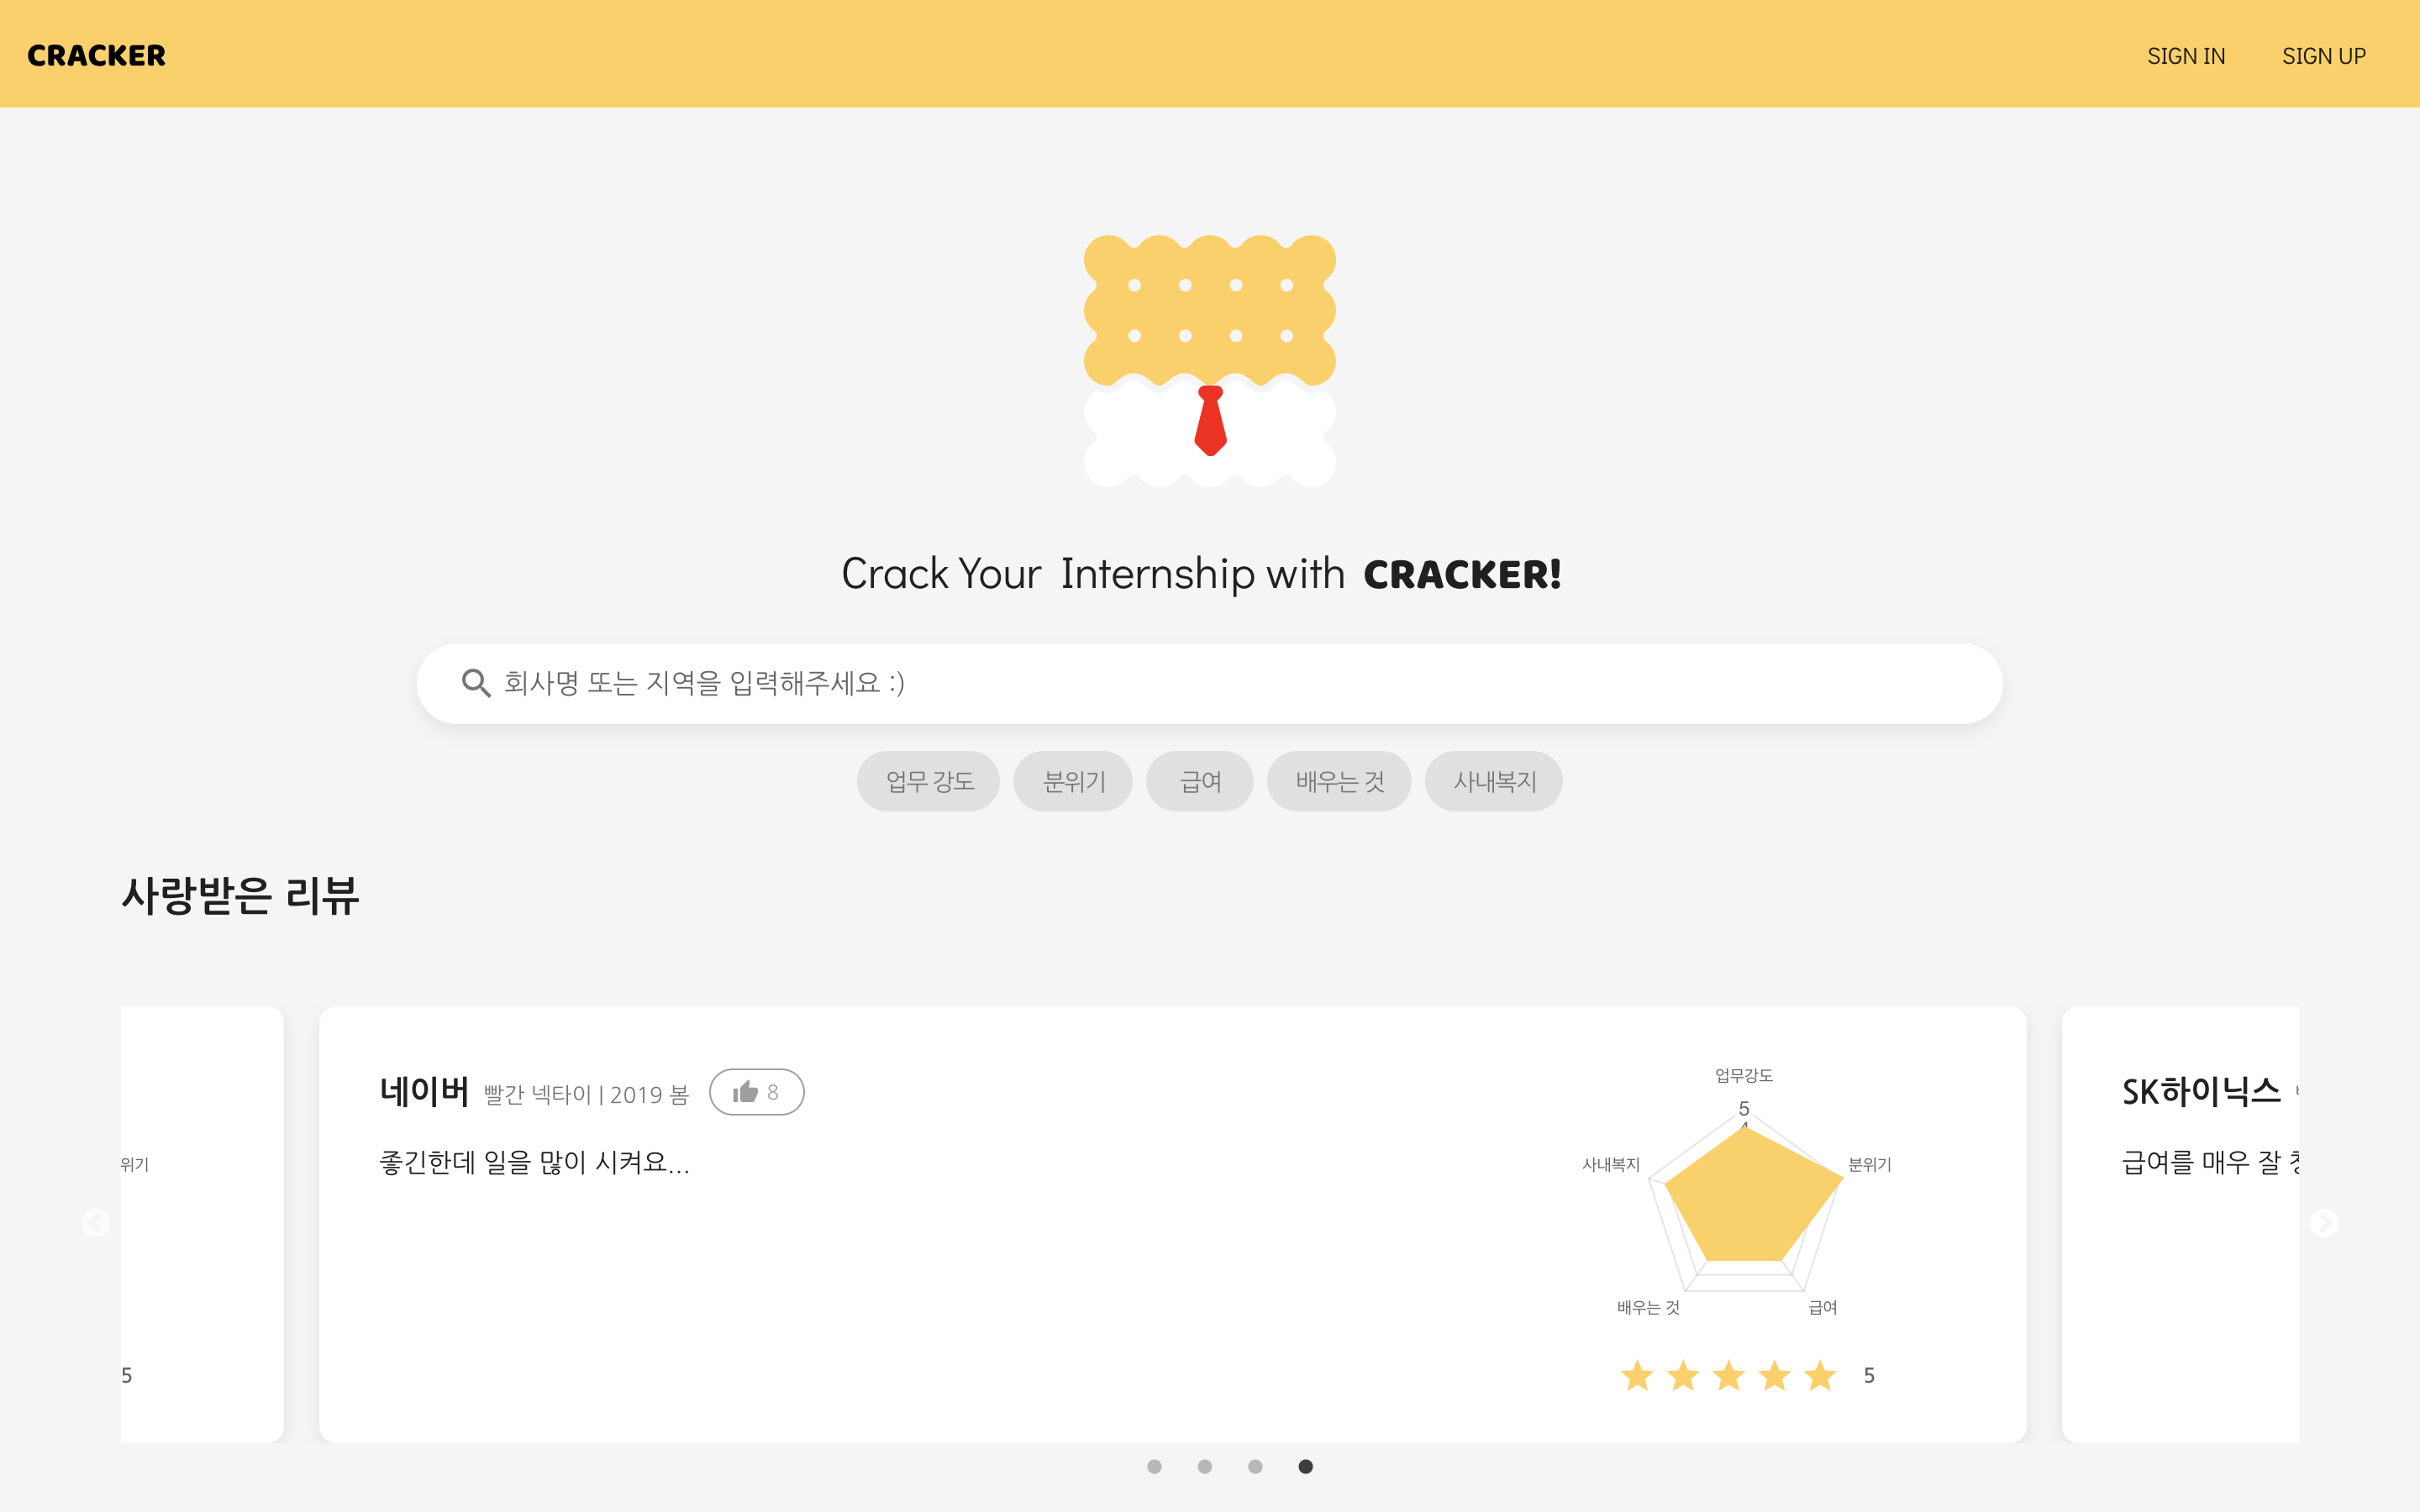 CRACKER
SIGN IN
SIGN UP
Crack Your Internship with CRACKER!
회사명 또는 지역을 입력해주세요 :)
업무 강도
분위기
급여
배우는 것
사내복지
사랑받은 리뷰
위기
5
네이버 빨간 넥타이 | 2019 봄 8
좋긴한데 일을 많이 시켜요...
업무강도
5
4
사내복지
분위기
배우는 것
급여
5
SK하이닉스
급여를 매우 잘